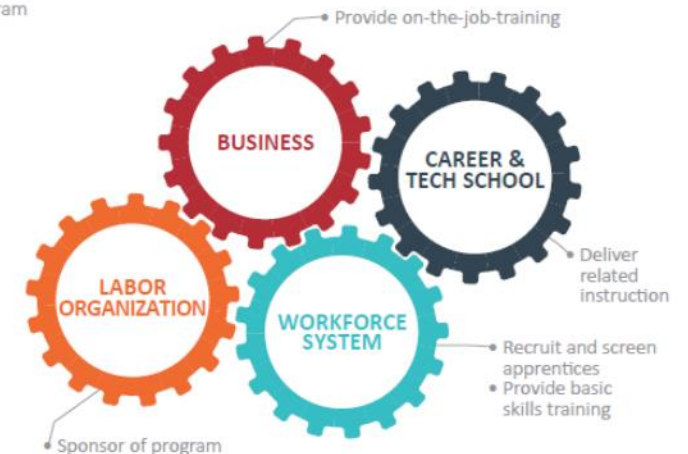 • Provide on-the-job-training
BUSINESS
CAREER &
TECH SCHOOL
• Deliver
related
instruction
LABOR
ORGANIZATION
WORKFORCE
SYSTEM
• Recruit and screen
apprentices
• Provide basic
skills training
• Sponsor of program